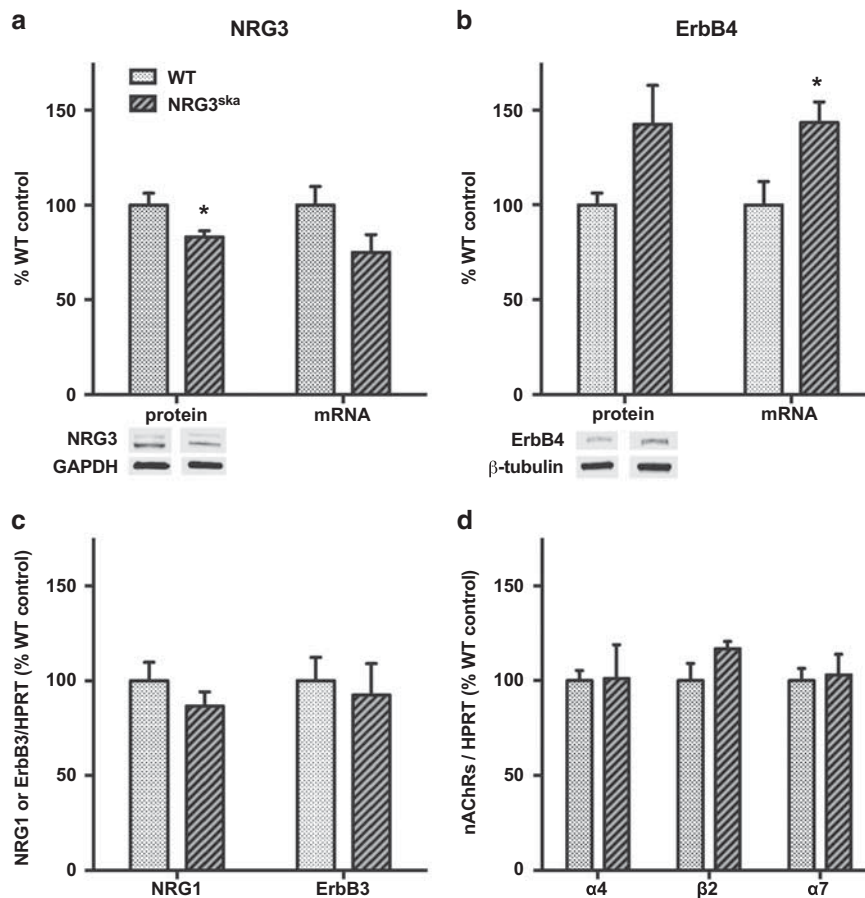 a
NRG3
WT
NRG3ska
% WT control
150
100
50
0
*
protein
mRNA
NRG3
GAPDH
b
ErbB4
% WT control
150
100
50
0
*
protein
mRNA
ErbB4
β-tubulin
c
NRG1 or ErbB3/HPRT (% WT control)
150
100
50
0
NRG1
ErbB3
d
nAChRs / HPRT (% WT control)
150
100
50
0
α4
β2
α7